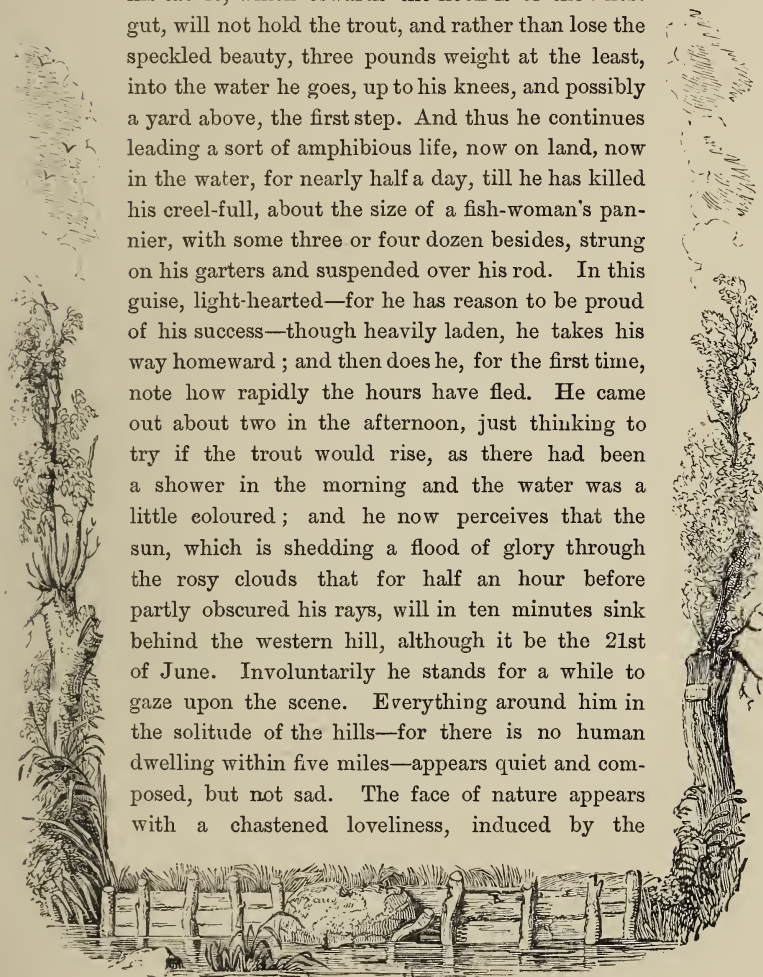 gut, will not hold the trout, and rather than lose the
speckled beauty, three pounds weight at the least,
into the water he goes, up to his knees, and possibly
a yard above, the first step. And thus he continues
leading a sort of amphibious life, now on land, now
in the water, for nearly half a day, till he has killed
his creel-full, about the size of a fish-woman's pan-
nier, with some three or four dozen besides, strung
on his garters and suspended over his rod. In this
guise, light-hearted—for he has reason to be proud
of his success—though heavily laden, he takes his
way homeward ; and then does he, for the first time,
note how rapidly the hours have fled. He came
out about two in the afternoon, just thinking to
try if the trout would rise, as there had been
a shower in the morning and the water was a
little coloured ; and he now perceives that the
sun, which is shedding a flood of glory through
the rosy clouds that for half an hour before
partly obscured his rays, will in ten minutes sink
behind the western hill, although it be the 21st
of June. Involuntarily he stands for a while to
gaze upon the scene. Everything around him in
the solitude of the hills—for there is no human
dwelling within five miles—appears quiet and com-
posed, but not sad. The face of nature appears
with a chastened loveliness, induced by the